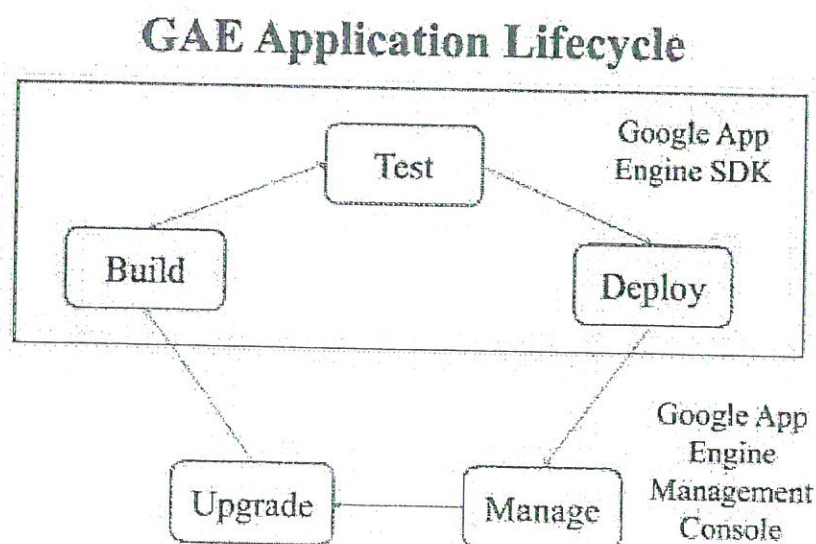 GAE Application Lifecycle
Google App
Engine SDK
Test
Build
Deploy
Google App
Engine
Management
Console
Upgrade
Manage